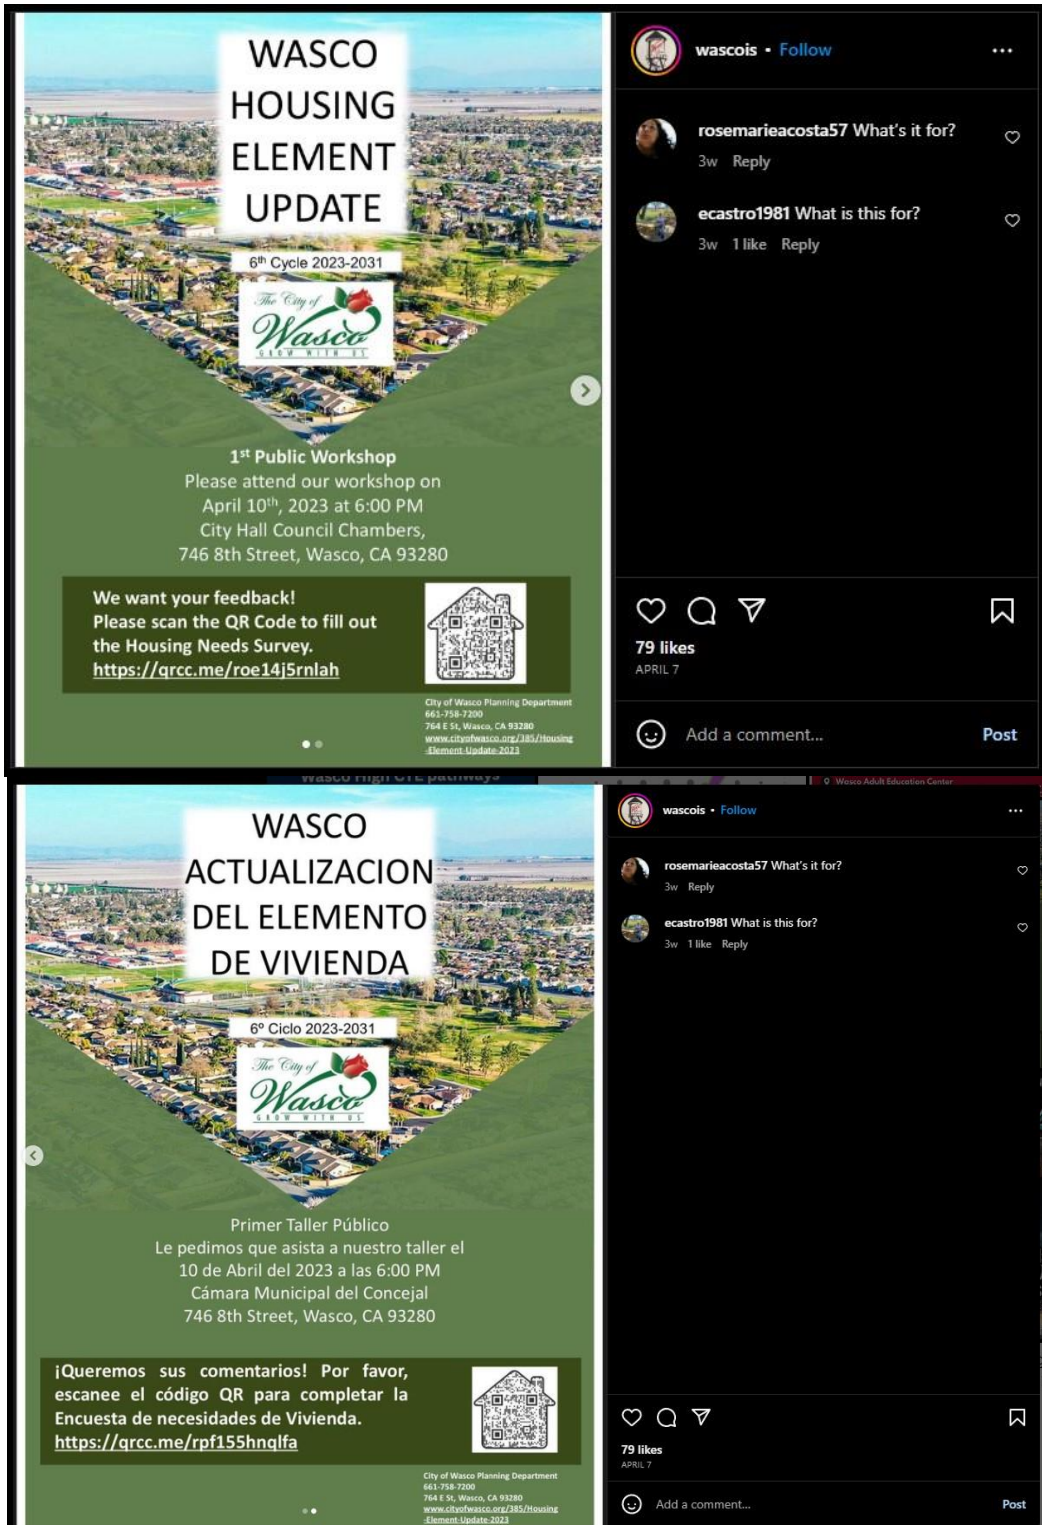 WASCO
HOUSING
ELEMENT
UPDATE
6th Cycle 2023-2031
The City of
Wasco
GROW WITH US
1st Public Workshop
Please attend our workshop on
April 10th, 2023 at 6:00 PM
City Hall Council Chambers,
746 8th Street, Wasco, CA 93280
We want your feedback!
Please scan the QR Code to fill out
the Housing Needs Survey.
https://qrcc.me/roe14j5rnlah
City of Wasco Planning Department
661-758-7200
764 E St, Wasco, CA 93280
www.cityofwasco.org/385/Housing
-Element-Update-2023
wascois • Follow
rosemarieacosta57 What's it for?
3w Reply
ecastro1981 What is this for?
3w 1 like Reply
79 likes
APRIL 7
Add a comment... Post
Wasco High CTE pathways
Wasco Adult Education Center
WASCO
ACTUALIZACION
DEL ELEMENTO
DE VIVIENDA
6º Ciclo 2023-2031
The City of
Wasco
GROW WITH US
Primer Taller Público
Le pedimos que asista a nuestro taller el
10 de Abril del 2023 a las 6:00 PM
Cámara Municipal del Concejal
746 8th Street, Wasco, CA 93280
¡Queremos sus comentarios! Por favor,
escanee el código QR para completar la
Encuesta de necesidades de Vivienda.
https://qrcc.me/rpf155hnqlfa
City of Wasco Planning Department
661-758-7200
764 E St, Wasco, CA 93280
www.cityofwasco.org/385/Housing
-Element-Update-2023
wascois • Follow
rosemarieacosta57 What's it for?
3w Reply
ecastro1981 What is this for?
3w 1 like Reply
79 likes
APRIL 7
Add a comment... Post